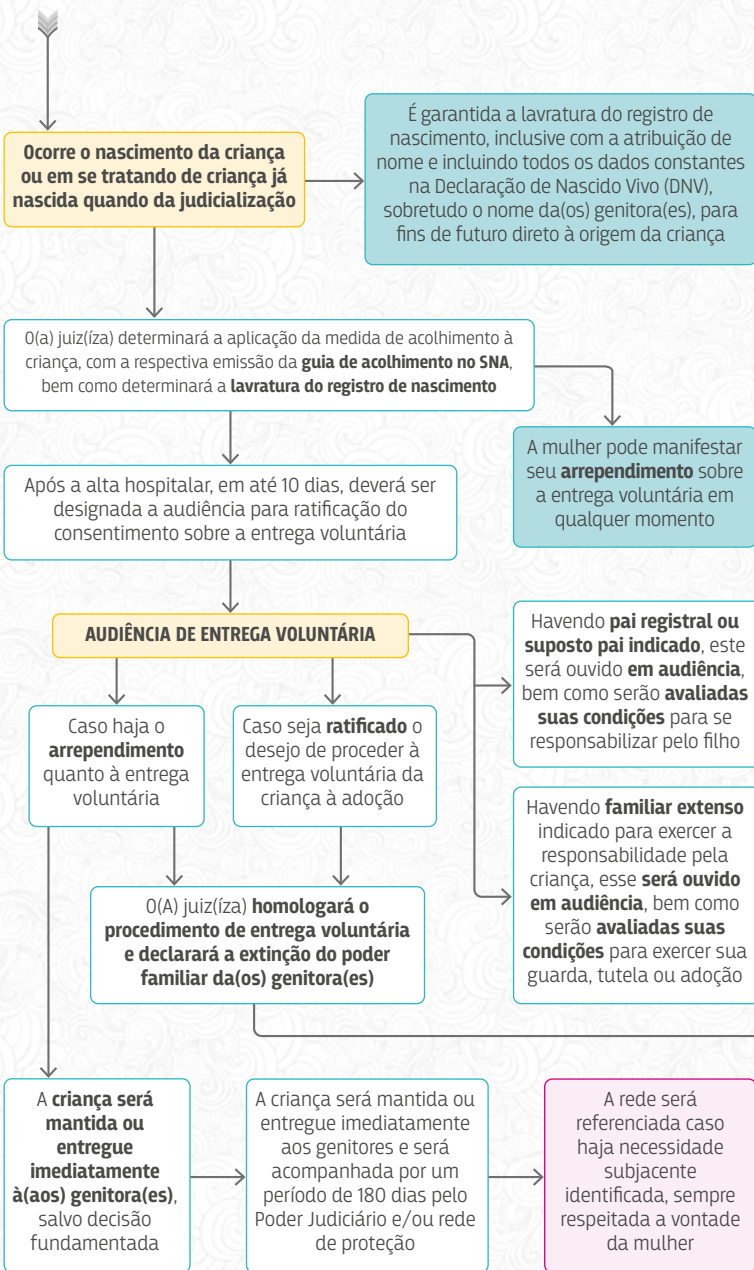 Ocorre o nascimento da criança
ou em se tratando de criança já
nascida quando da judicialização
É garantida a lavratura do registro de
nascimento, inclusive com a atribuição de
nome e incluindo todos os dados constantes
na Declaração de Nascido Vivo (DNV),
sobretudo o nome da(os) genitora(es), para
fins de futuro direto à origem da criança
O(a) juiz(íza) determinará a aplicação da medida de acolhimento à
criança, com a respectiva emissão da guia de acolhimento no SNA,
bem como determinará a lavratura do registro de nascimento
A mulher pode manifestar
seu arrependimento sobre
a entrega voluntária em
qualquer momento
Após a alta hospitalar, em até 10 dias, deverá ser
designada a audiência para ratificação do
consentimento sobre a entrega voluntária
AUDIÊNCIA DE ENTREGA VOLUNTÁRIA
Havendo pai registral ou
suposto pai indicado, este
será ouvido em audiência,
bem como serão avaliadas
suas condições para se
responsabilizar pelo filho
Caso haja o
arrependimento
quanto à entrega
voluntária
Caso seja ratificado o
desejo de proceder à
entrega voluntária da
criança à adoção
Havendo familiar extenso
indicado para exercer a
responsabilidade pela
criança, esse será ouvido
em audiência, bem como
serão avaliadas suas
condições para exercer sua
guarda, tutela ou adoção
O(A) juiz(íza) homologará o
procedimento de entrega voluntária
e declarará a extinção do poder
familiar da(os) genitora(es)
A criança será
mantida ou
entregue
imediatamente
à(aos) genitora(es),
salvo decisão
fundamentada
A criança será mantida ou
entregue imediatamente
aos genitores e será
acompanhada por um
período de 180 dias pelo
Poder Judiciário e/ou rede
de proteção
A rede será
referenciada caso
haja necessidade
subjacente
identificada, sempre
respeitada a vontade
da mulher